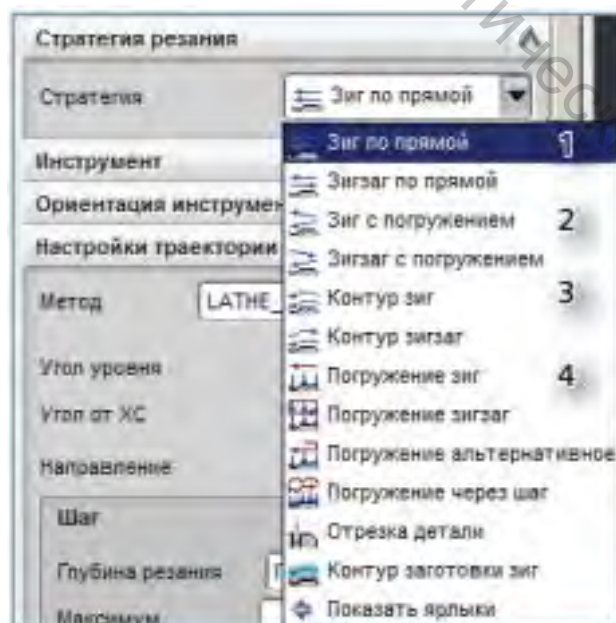 Стратегия резания
Стратегия
Зиг по прямой
Зиг по прямой 1
Зигзаг по прямой
Зиг с погружением 2
Зигзаг с погружением
Контур зиг 3
Контур зигзаг
Погружение зиг 4
Погружение зигзаг
Погружение альтернативное
Погружение через шаг
Отрезка детали
Контур заготовки зиг
Показать ярлыки
Инструмент
Ориентация инструмен
Настройки траектории
Метод LATHE_
Угол уровня
Угол от XC
Направление
Шаг
Глубина резания
Максимум